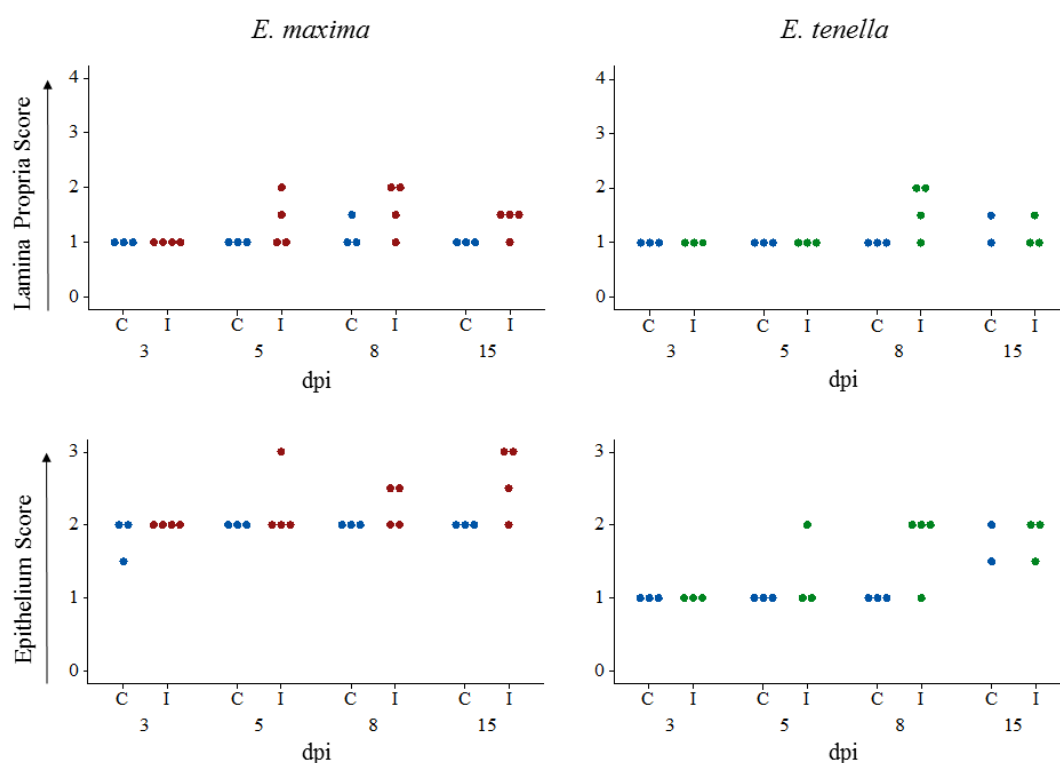 E. maxima
E. tenella
Lamina Propria Score
4
3
2
1
0
C I C I C I C I
3 5 8 15
dpi
4
3
2
1
0
C I C I C I C I
3 5 8 15
dpi
Epithelium Score
3
2
1
0
C I C I C I C I
3 5 8 15
dpi
3
2
1
0
C I C I C I C I
3 5 8 15
dpi